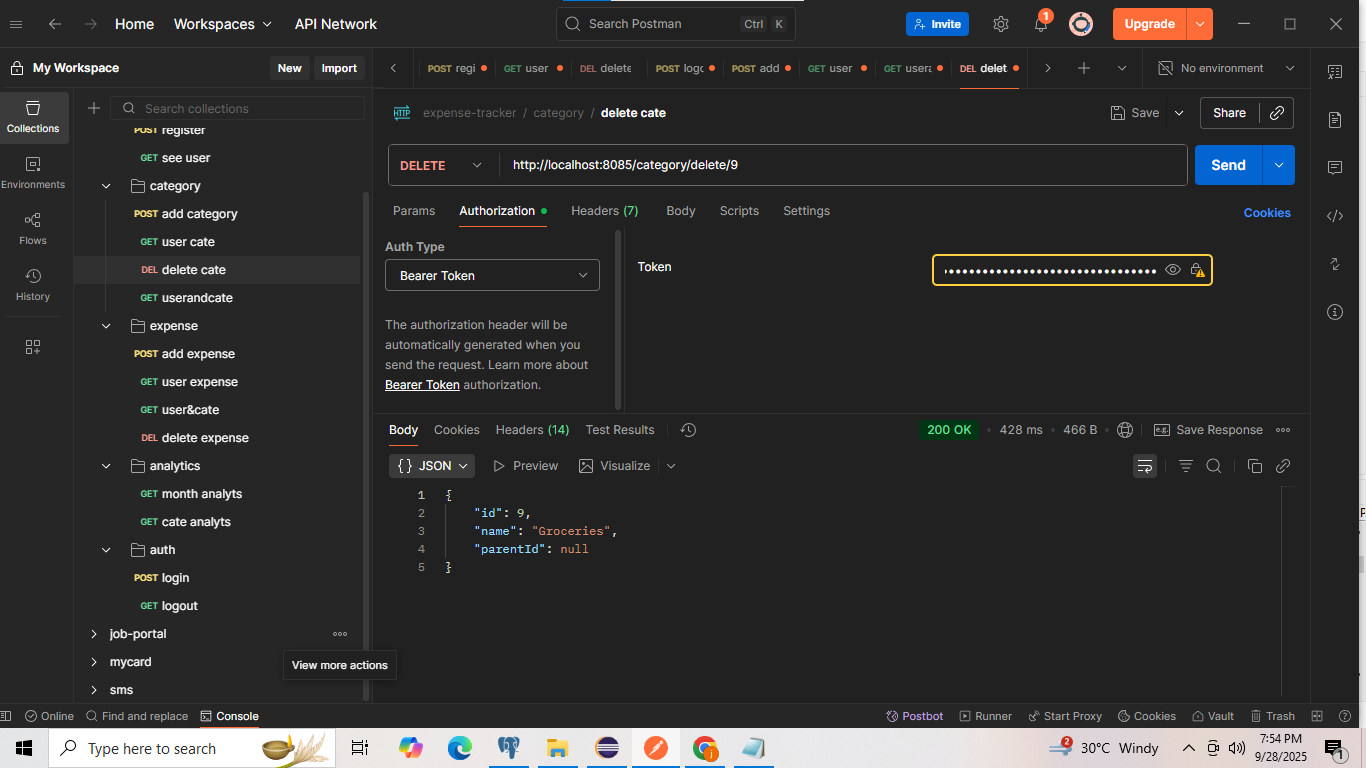 Home
Workspaces
API Network
Search Postman
Ctrl
K
Invite
1
Upgrade
My Workspace
New
Import
POST regi
GET user
DEL delete
POST log
POST add
GET user
GET usera
DEL delet
No environment
Collections
Environments
Flows
History
Search collections
POST register
GET see user
category
POST add category
GET user cate
DEL delete cate
GET userandcate
expense
POST add expense
GET user expense
GET user&cate
DEL delete expense
analytics
GET month analyts
GET cate analyts
auth
POST login
GET logout
job-portal
mycard
sms
View more actions
HTTP expense-tracker / category / delete cate
Save
Share
DELETE
http://localhost:8085/category/delete/9
Send
Params
Authorization
Headers (7)
Body
Scripts
Settings
Cookies
Auth Type
Bearer Token
The authorization header will be
automatically generated when you
send the request. Learn more about
Bearer Token authorization.
Token
Body
Cookies
Headers (14)
Test Results
200 OK
428 ms
466 B
e.g.
Save Response
{} JSON
Preview
Visualize
1 {
2 "id": 9,
3 "name": "Groceries",
4 "parentId": null
5 }
Online
Find and replace
Console
Postbot
Runner
Start Proxy
Cookies
Vault
Trash
Type here to search
2
30°C Windy
7:54 PM
9/28/2025
1